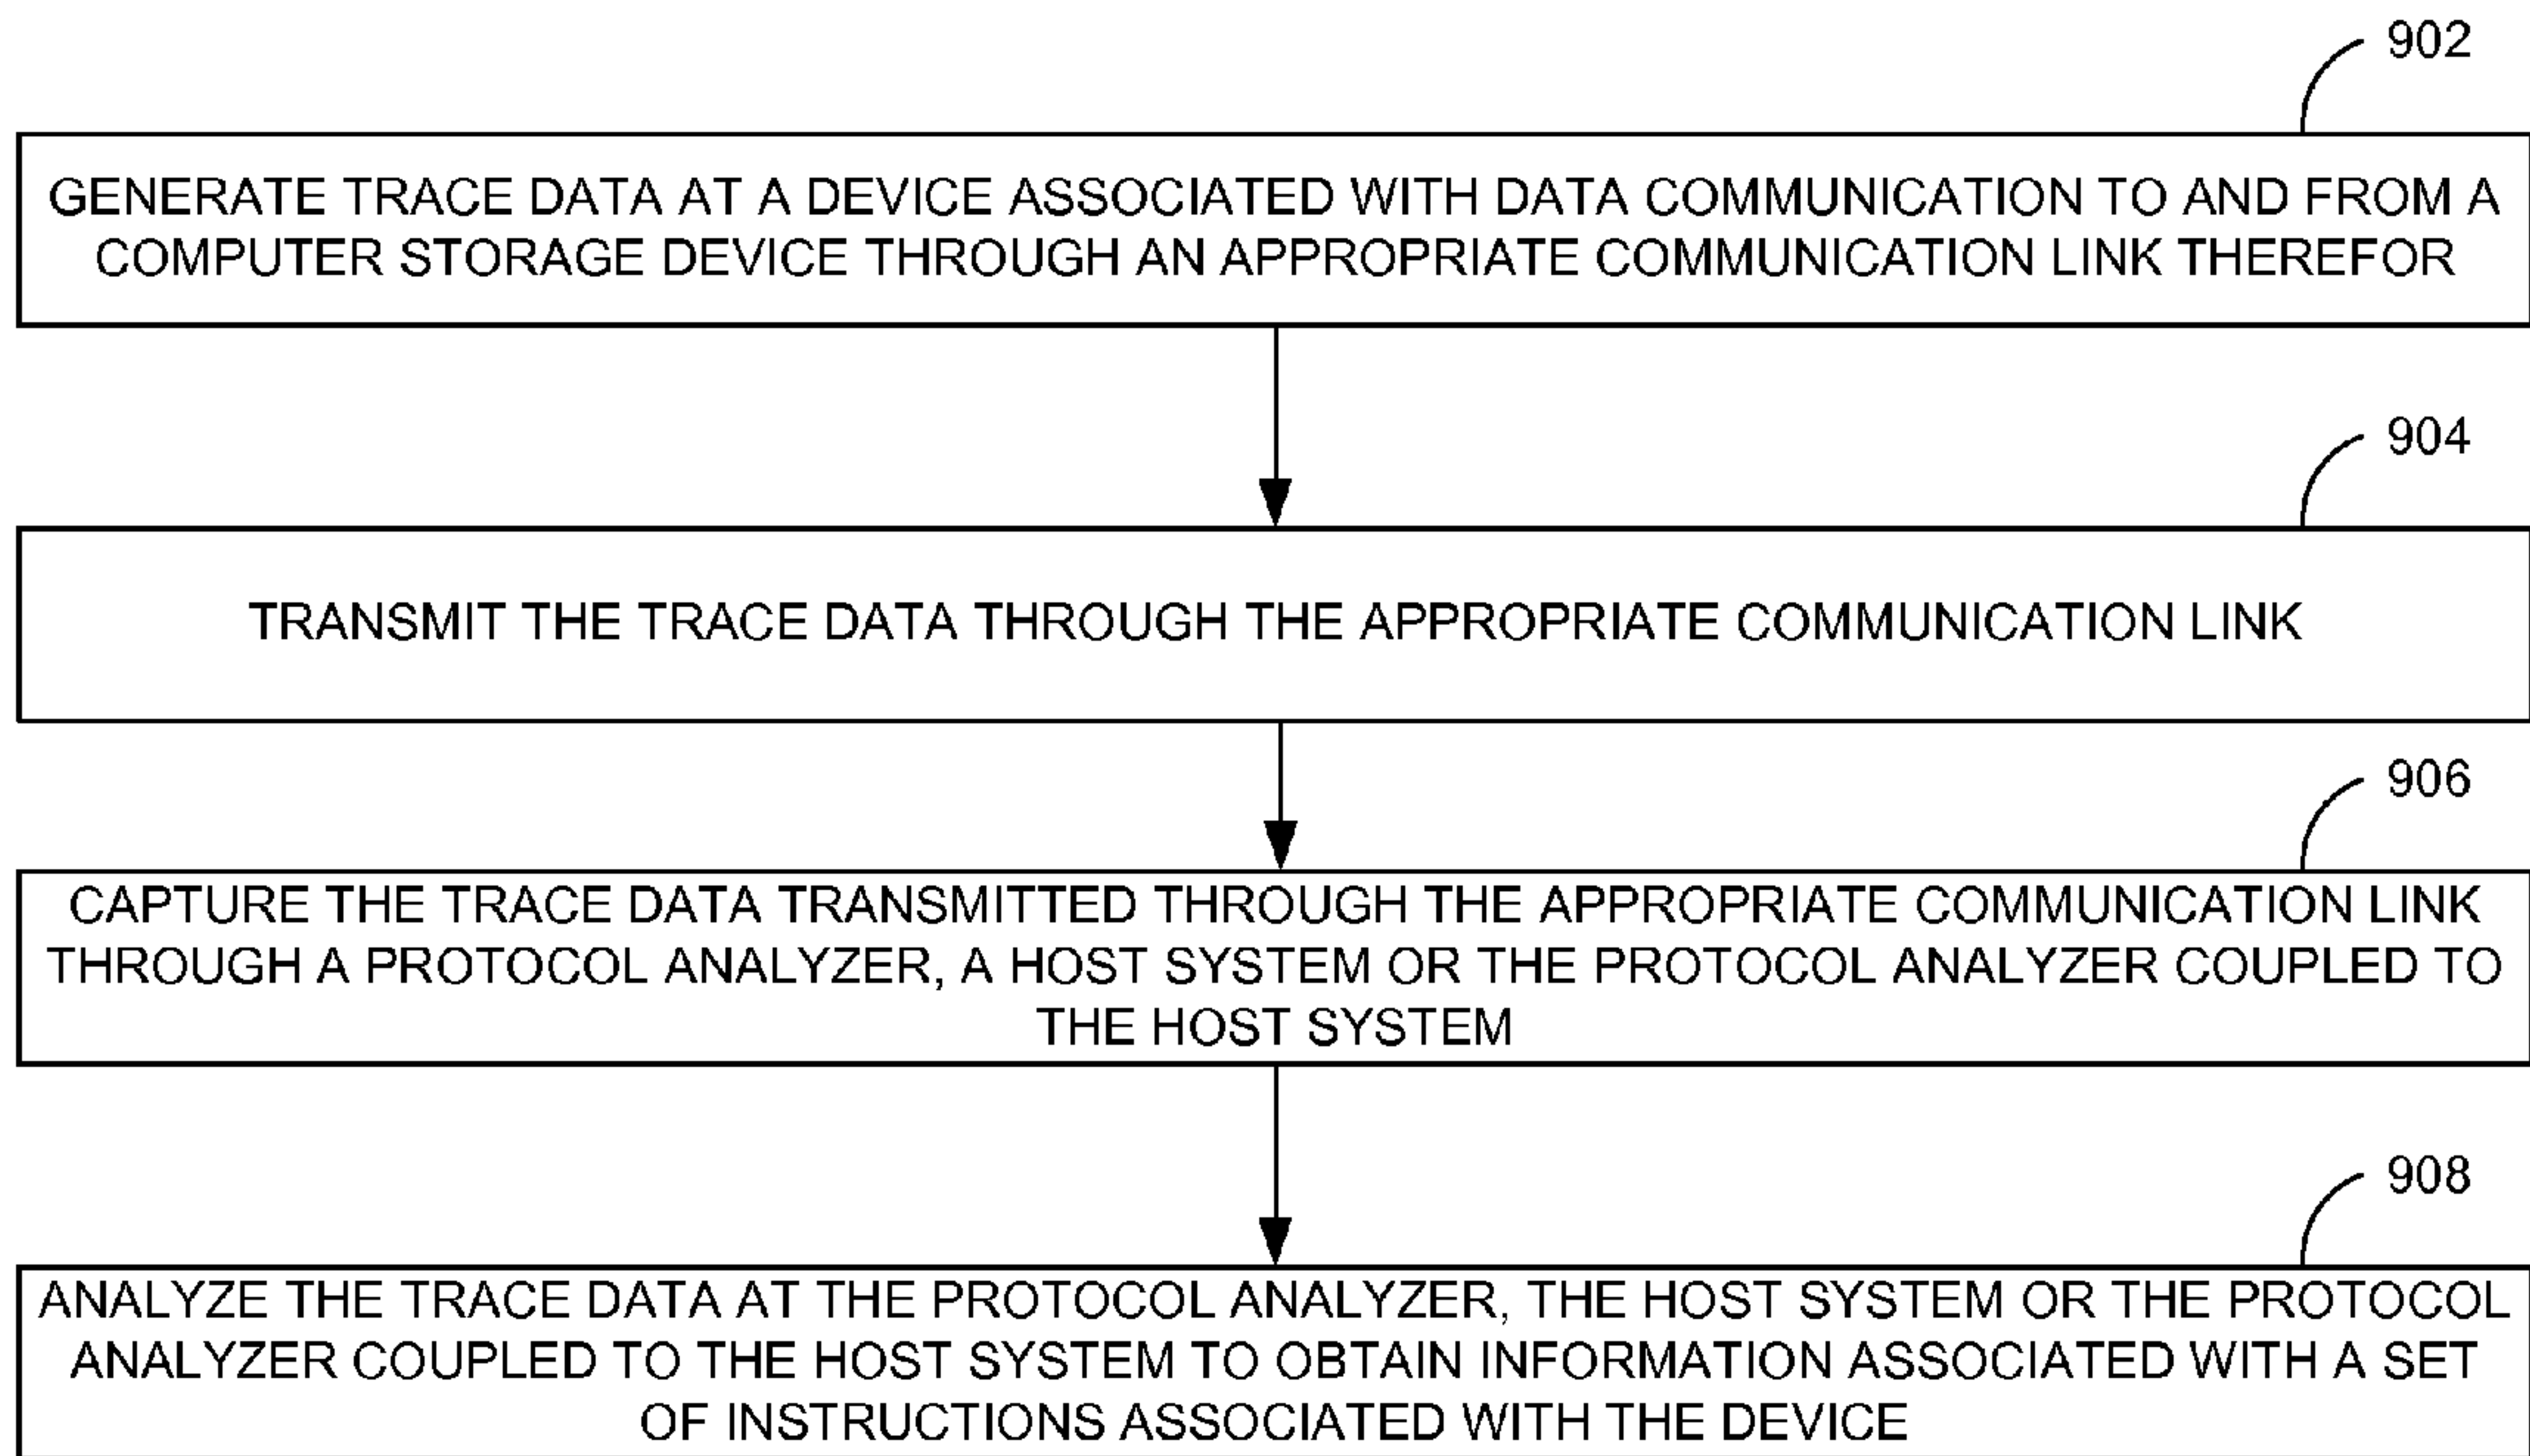 902
GENERATE TRACE DATA AT A DEVICE ASSOCIATED WITH DATA COMMUNICATION TO AND FROM A
COMPUTER STORAGE DEVICE THROUGH AN APPROPRIATE COMMUNICATION LINK THEREFOR
904
TRANSMIT THE TRACE DATA THROUGH THE APPROPRIATE COMMUNICATION LINK
906
CAPTURE THE TRACE DATA TRANSMITTED THROUGH THE APPROPRIATE COMMUNICATION LINK
THROUGH A PROTOCOL ANALYZER, A HOST SYSTEM OR THE PROTOCOL ANALYZER COUPLED TO
THE HOST SYSTEM
908
ANALYZE THE TRACE DATA AT THE PROTOCOL ANALYZER, THE HOST SYSTEM OR THE PROTOCOL
ANALYZER COUPLED TO THE HOST SYSTEM TO OBTAIN INFORMATION ASSOCIATED WITH A SET
OF INSTRUCTIONS ASSOCIATED WITH THE DEVICE